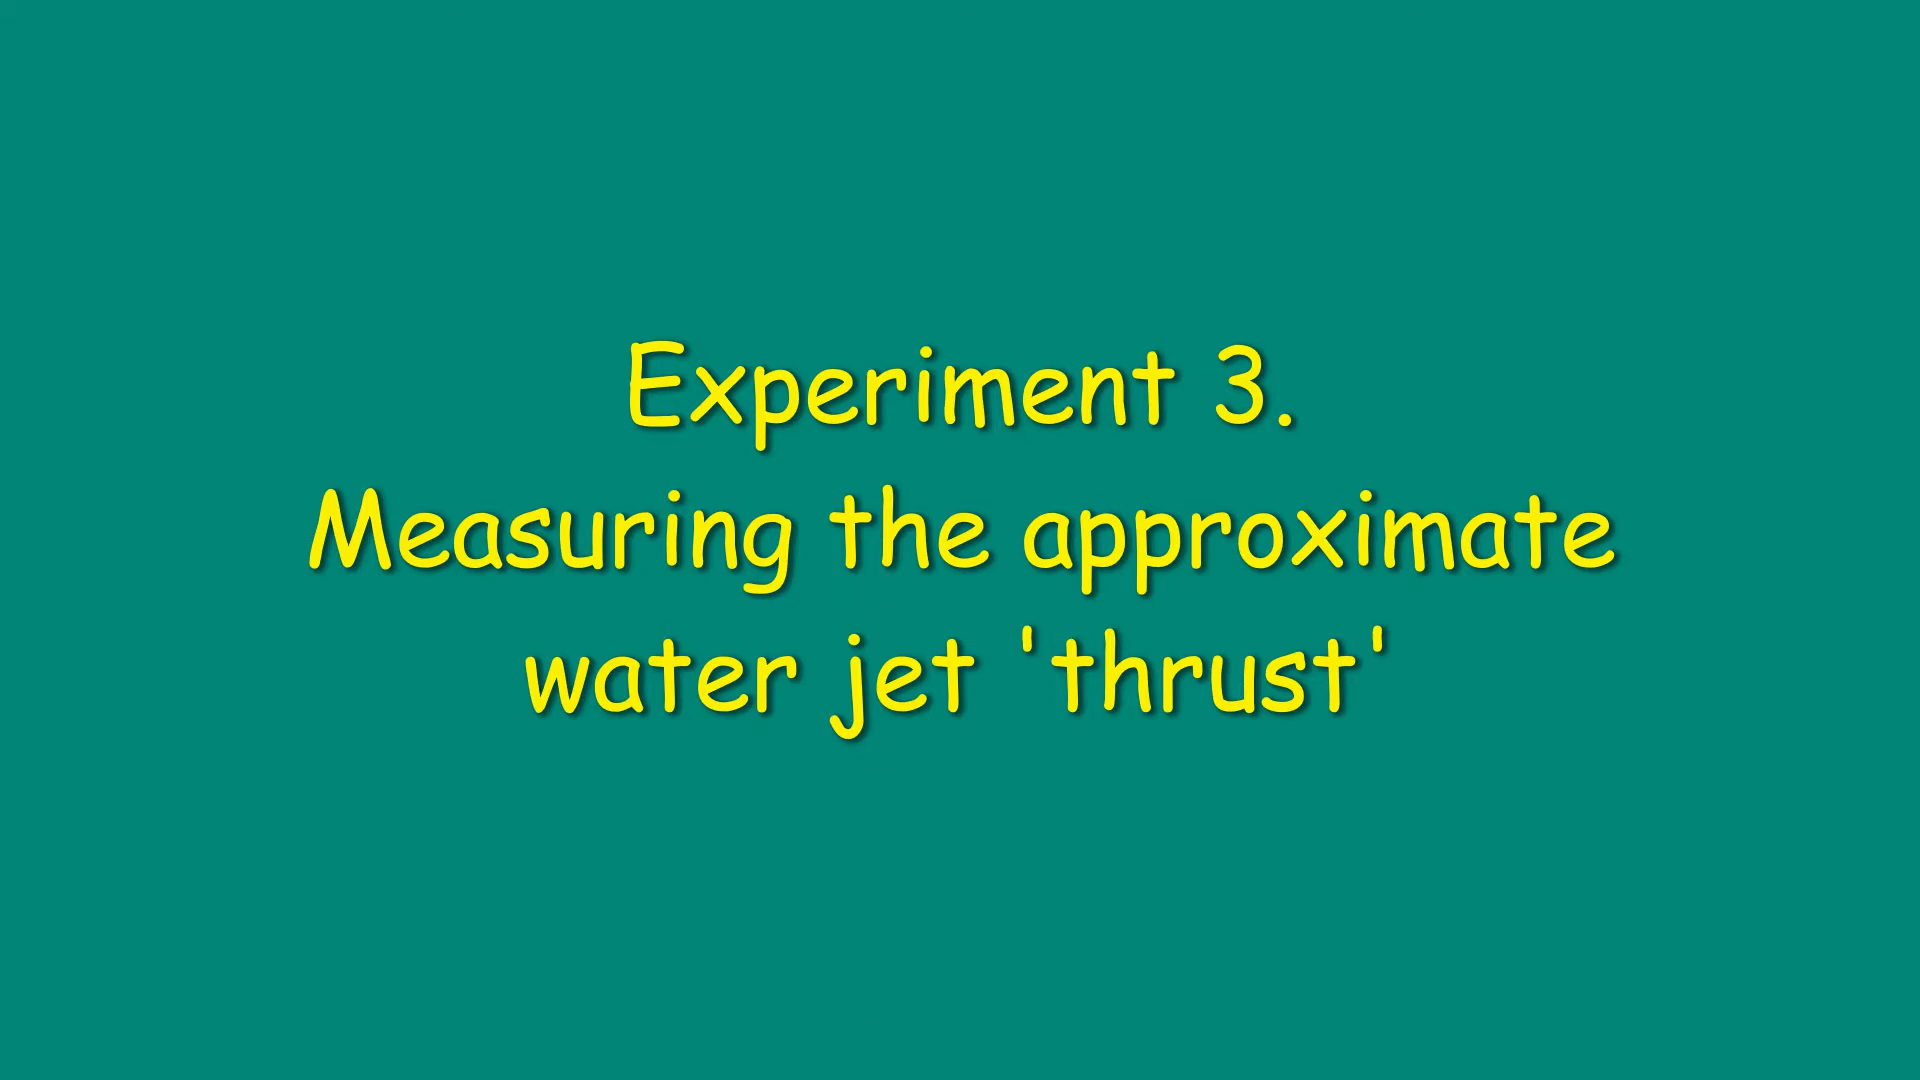 Experiment 3.
Measuring the approximate
water jet 'thrust'